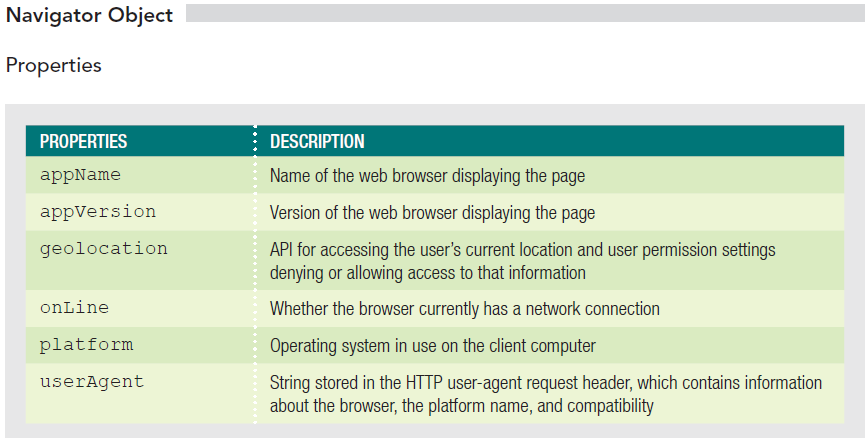 Navigator Object
Properties
PROPERTIES DESCRIPTION
appName Name of the web browser displaying the page
appVersion Version of the web browser displaying the page
geolocation API for accessing the user’s current location and user permission settings
denying or allowing access to that information
onLine Whether the browser currently has a network connection
platform Operating system in use on the client computer
userAgent String stored in the HTTP user-agent request header, which contains information
about the browser, the platform name, and compatibility